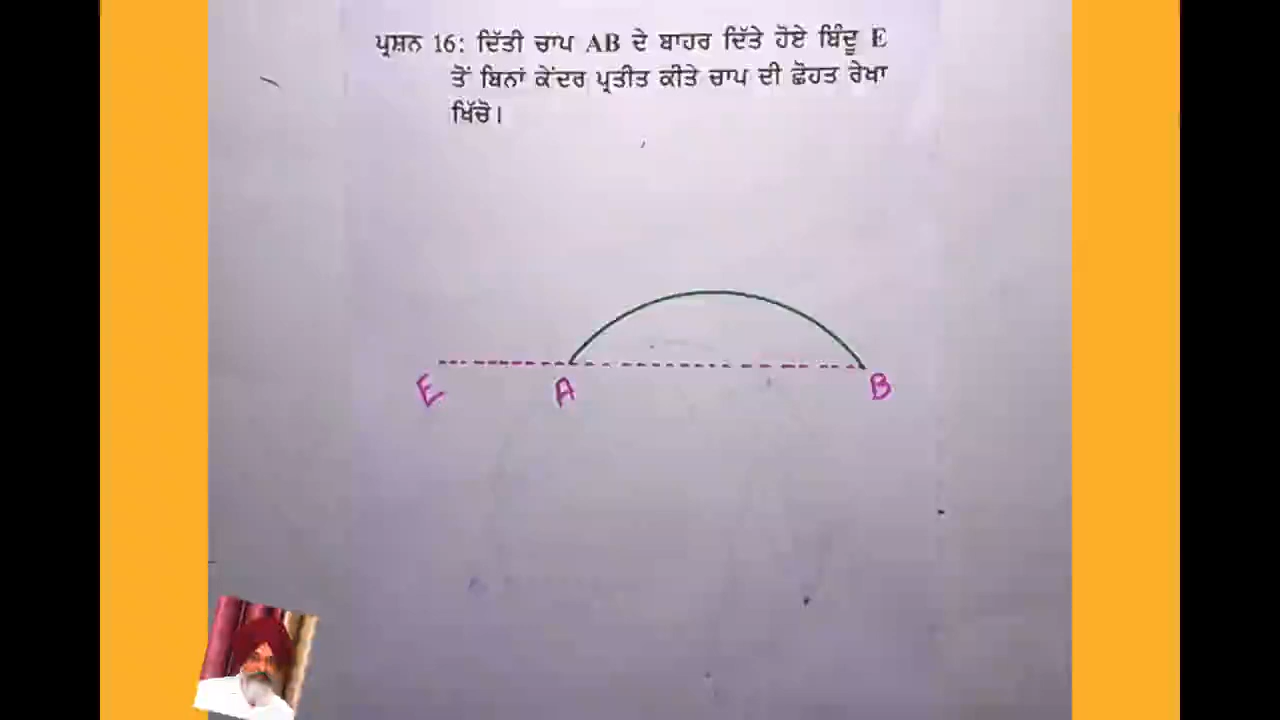 ਪ੍ਰਸ਼ਨ 16: ਦਿੱਤੀ ਚਾਪ AB ਦੇ ਬਾਹਰ ਦਿੱਤੇ ਹੋਏ ਬਿੰਦੂ E
ਤੋਂ ਬਿਨਾਂ ਕੇਂਦਰ ਪ੍ਰਤੀਤ ਕੀਤੇ ਚਾਪ ਦੀ ਛੋਹਤ ਰੇਖਾ
ਖਿੱਚੋ।
E A B